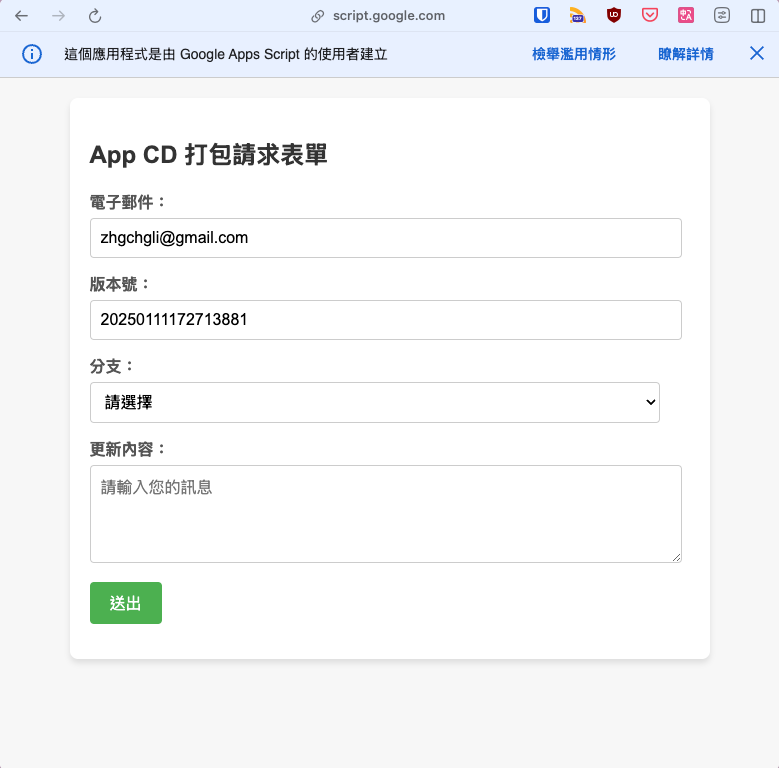 script.google.com
137
這個應用程式是由 Google Apps Script 的使用者建立
檢舉濫用情形
瞭解詳情
App CD 打包請求表單
電子郵件：
zhgchgli@gmail.com
版本號：
20250111172713881
分支：
請選擇
更新內容：
請輸入您的訊息
送出